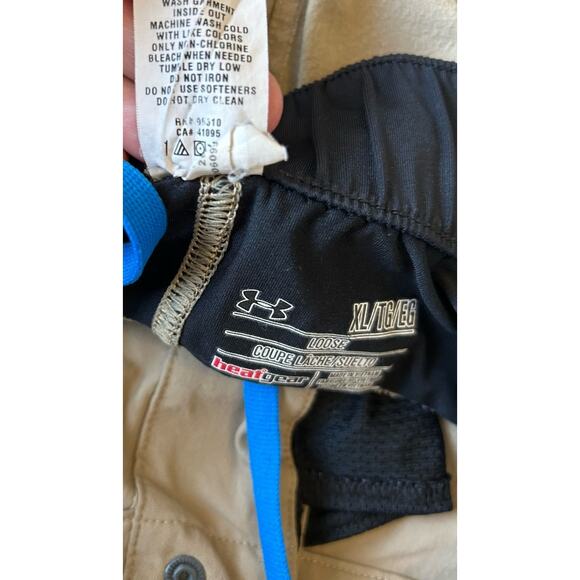 WASH GARMENT
INSIDE OUT
MACHINE WASH COLD
WITH LIKE COLORS
ONLY NON-CHLORINE
BLEACH WHEN NEEDED
TUMBLE DRY LOW
DO NOT IRON
DO NOT USE SOFTENERS
DO NOT DRY CLEAN
RN# 96510
CA# 41095
XL/TG/EG
LOOSE
COUPE LÂCHE/SUELTO
heatgear